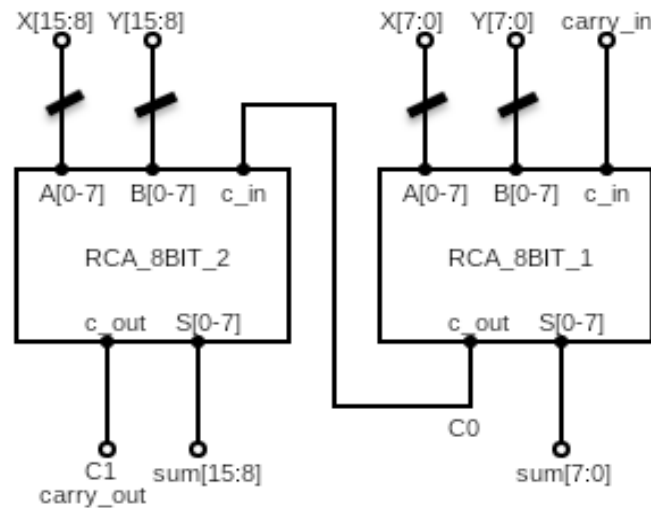 X[15:8] Y[15:8] X[7:0] Y[7:0] carry_in
A[0-7] B[0-7] c_in A[0-7] B[0-7] c_in
RCA_8BIT_2 RCA_8BIT_1
c_out S[0-7] c_out S[0-7]
C0
C1 sum[15:8] sum[7:0]
carry_out